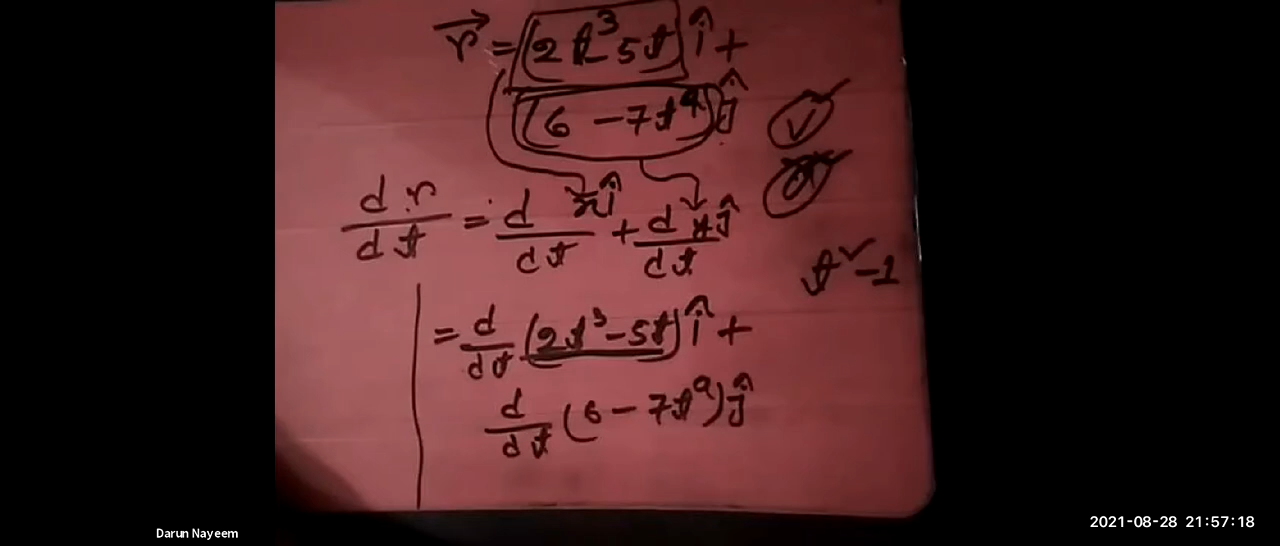 r⃗ = (2t³ 5t) î +
(6 − 7t⁴) ĵ
v
a
dr/dt = d/dt xî + d/dt yĵ
t² − 1
= d/dt (2t³ − 5t) î +
d/dt (6 − 7t⁴) ĵ
Darun Nayeem
2021-08-28 21:57:18